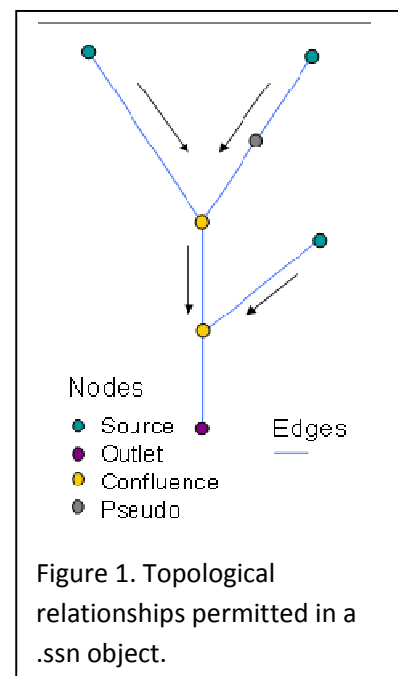 Nodes
Source
Outlet
Edges
Confluence
Pseudo
Figure 1. Topological
relationships permitted in a
.ssn object.